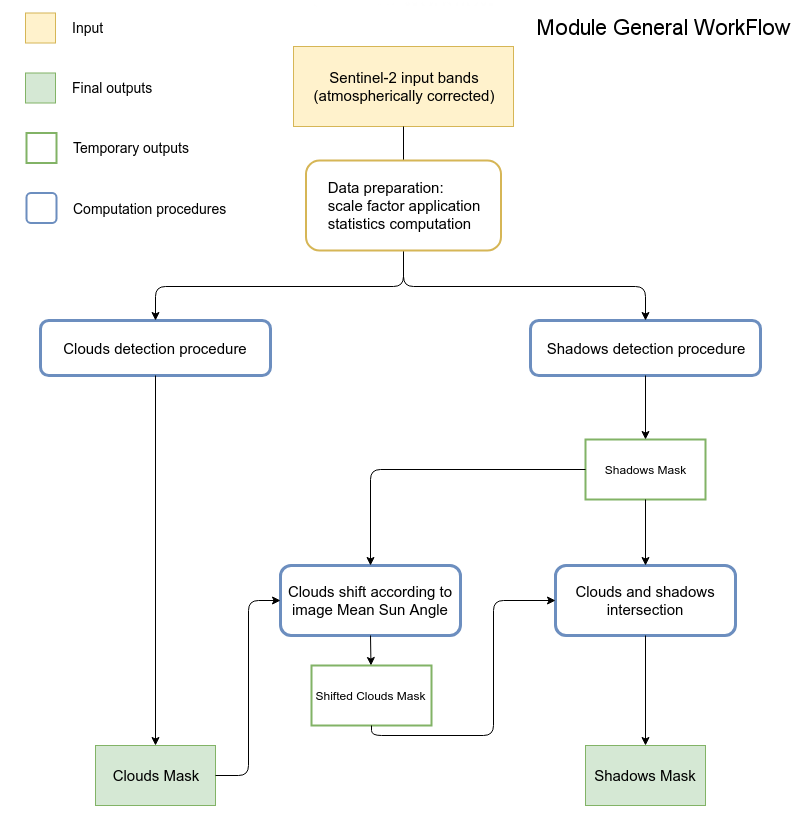 Module General WorkFlow
Input
Final outputs
Temporary outputs
Computation procedures
Sentinel-2 input bands
(atmospherically corrected)
Data preparation:
scale factor application
statistics computation
Clouds detection procedure
Shadows detection procedure
Shadows Mask
Clouds shift according to
image Mean Sun Angle
Clouds and shadows
intersection
Shifted Clouds Mask
Clouds Mask
Shadows Mask